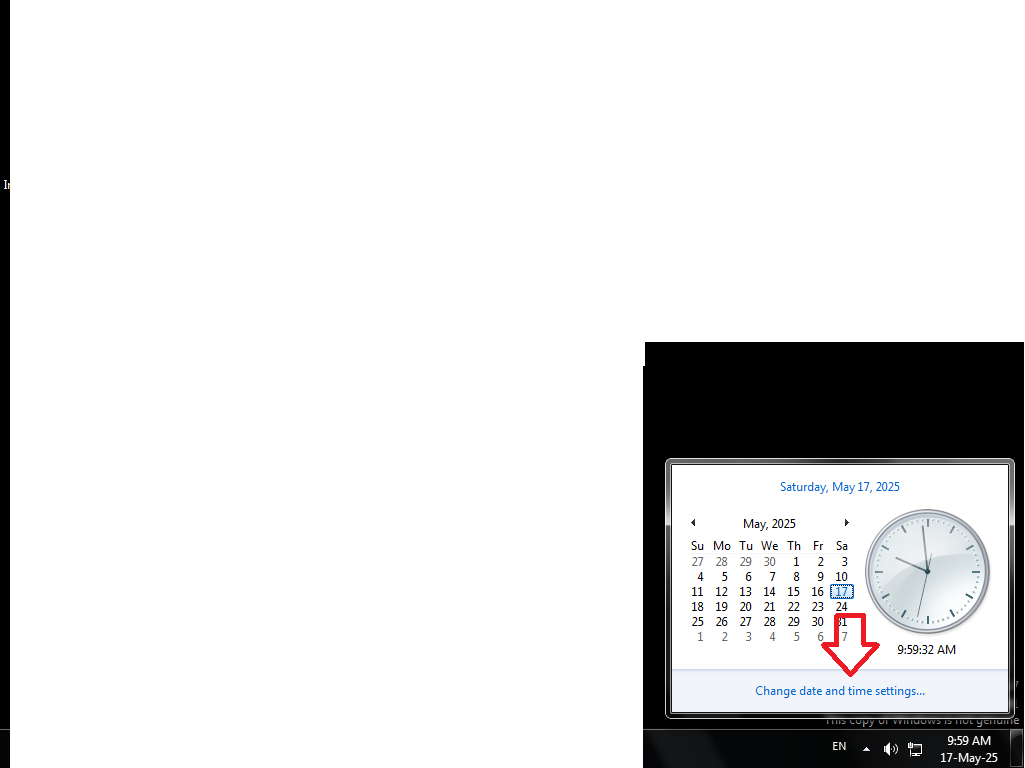 Saturday, May 17, 2025
May, 2025
Su Mo Tu We Th Fr Sa
27 28 29 30 1 2 3
4 5 6 7 8 9 10
11 12 13 14 15 16 17
18 19 20 21 22 23 24
25 26 27 28 29 30 31
1 2 3 4 5 6 7
9:59:32 AM
Change date and time settings...
This copy of Windows is not genuine
EN
9:59 AM
17-May-25